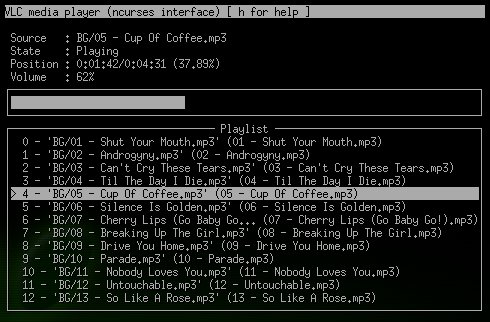 VLC media player (ncurses interface) [ h for help ]
Source : BG/05 - Cup Of Coffee.mp3
State : Playing
Position : 0:01:42/0:04:31 (37.89%)
Volume : 62%
Playlist
0 - 'BG/01 - Shut Your Mouth.mp3' (01 - Shut Your Mouth.mp3)
1 - 'BG/02 - Androgyny.mp3' (02 - Androgyny.mp3)
2 - 'BG/03 - Can't Cry These Tears.mp3' (03 - Can't Cry These Tears.mp3)
3 - 'BG/04 - Til The Day I Die.mp3' (04 - Til The Day I Die.mp3)
> 4 - 'BG/05 - Cup Of Coffee.mp3' (05 - Cup Of Coffee.mp3)
5 - 'BG/06 - Silence Is Golden.mp3' (06 - Silence Is Golden.mp3)
6 - 'BG/07 - Cherry Lips (Go Baby Go... (07 - Cherry Lips (Go Baby Go!).mp3)
7 - 'BG/08 - Breaking Up The Girl.mp3' (08 - Breaking Up The Girl.mp3)
8 - 'BG/09 - Drive You Home.mp3' (09 - Drive You Home.mp3)
9 - 'BG/10 - Parade.mp3' (10 - Parade.mp3)
10 - 'BG/11 - Nobody Loves You.mp3' (11 - Nobody Loves You.mp3)
11 - 'BG/12 - Untouchable.mp3' (12 - Untouchable.mp3)
12 - 'BG/13 - So Like A Rose.mp3' (13 - So Like A Rose.mp3)